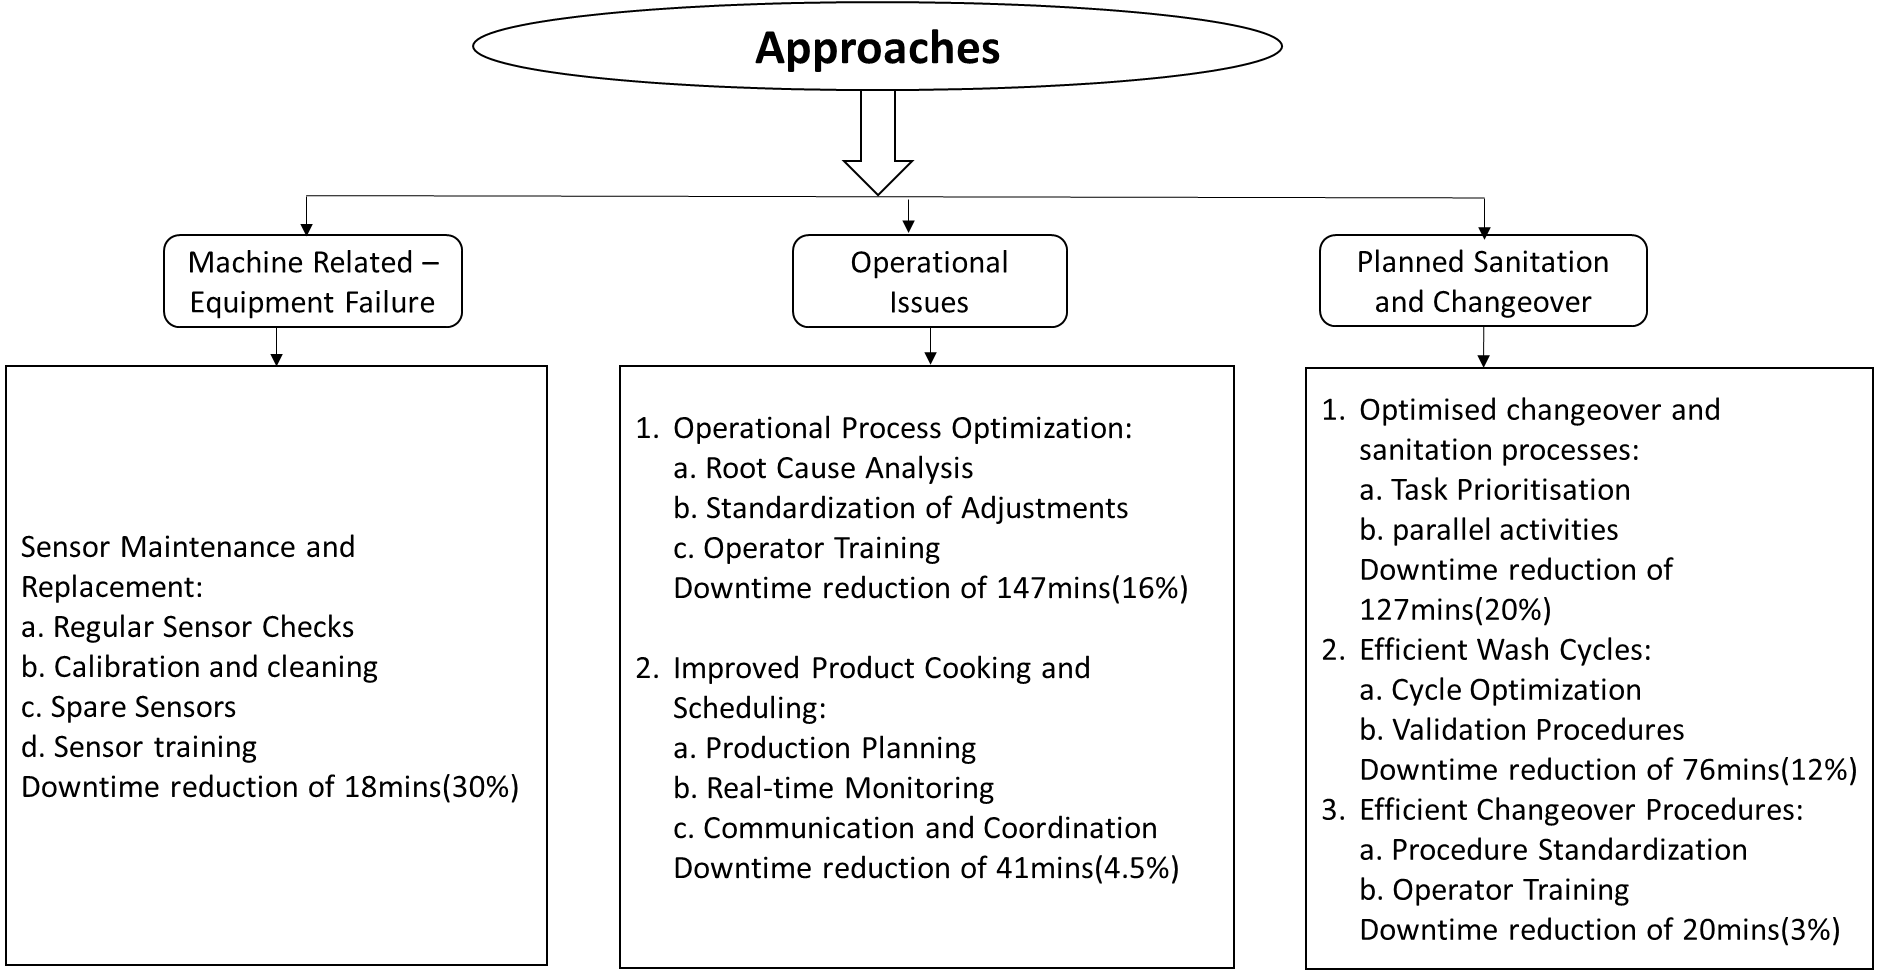 Approaches
Machine Related –
Equipment Failure
Operational
Issues
Planned Sanitation
and Changeover
Sensor Maintenance and
Replacement:
a. Regular Sensor Checks
b. Calibration and cleaning
c. Spare Sensors
d. Sensor training
Downtime reduction of 18mins(30%)
1. Operational Process Optimization:
a. Root Cause Analysis
b. Standardization of Adjustments
c. Operator Training
Downtime reduction of 147mins(16%)
2. Improved Product Cooking and
Scheduling:
a. Production Planning
b. Real-time Monitoring
c. Communication and Coordination
Downtime reduction of 41mins(4.5%)
1. Optimised changeover and
sanitation processes:
a. Task Prioritisation
b. parallel activities
Downtime reduction of
127mins(20%)
2. Efficient Wash Cycles:
a. Cycle Optimization
b. Validation Procedures
Downtime reduction of 76mins(12%)
3. Efficient Changeover Procedures:
a. Procedure Standardization
b. Operator Training
Downtime reduction of 20mins(3%)